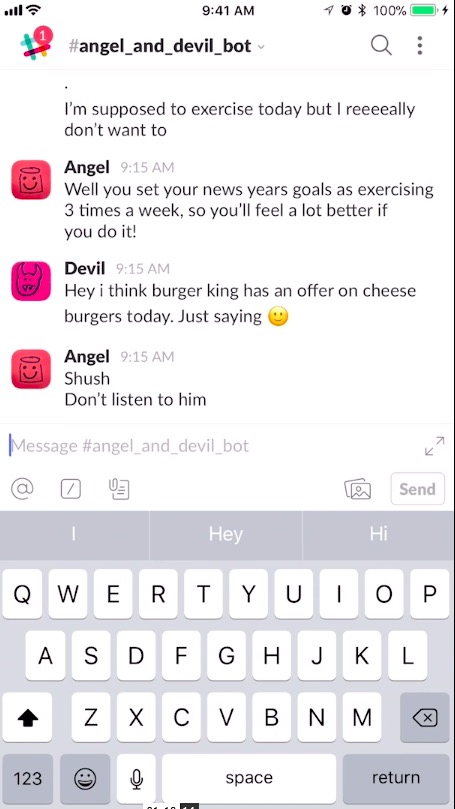 9:41 AM
100%
1
#angel_and_devil_bot
.
I'm supposed to exercise today but I reeeeally
don't want to
Angel 9:15 AM
Well you set your news years goals as exercising
3 times a week, so you'll feel a lot better if
you do it!
Devil 9:15 AM
Hey i think burger king has an offer on cheese
burgers today. Just saying 🙂
Angel 9:15 AM
Shush
Don't listen to him
Message #angel_and_devil_bot
@ / Send
I Hey Hi
Q W E R T Y U I O P
A S D F G H J K L
Z X C V B N M
123 space return